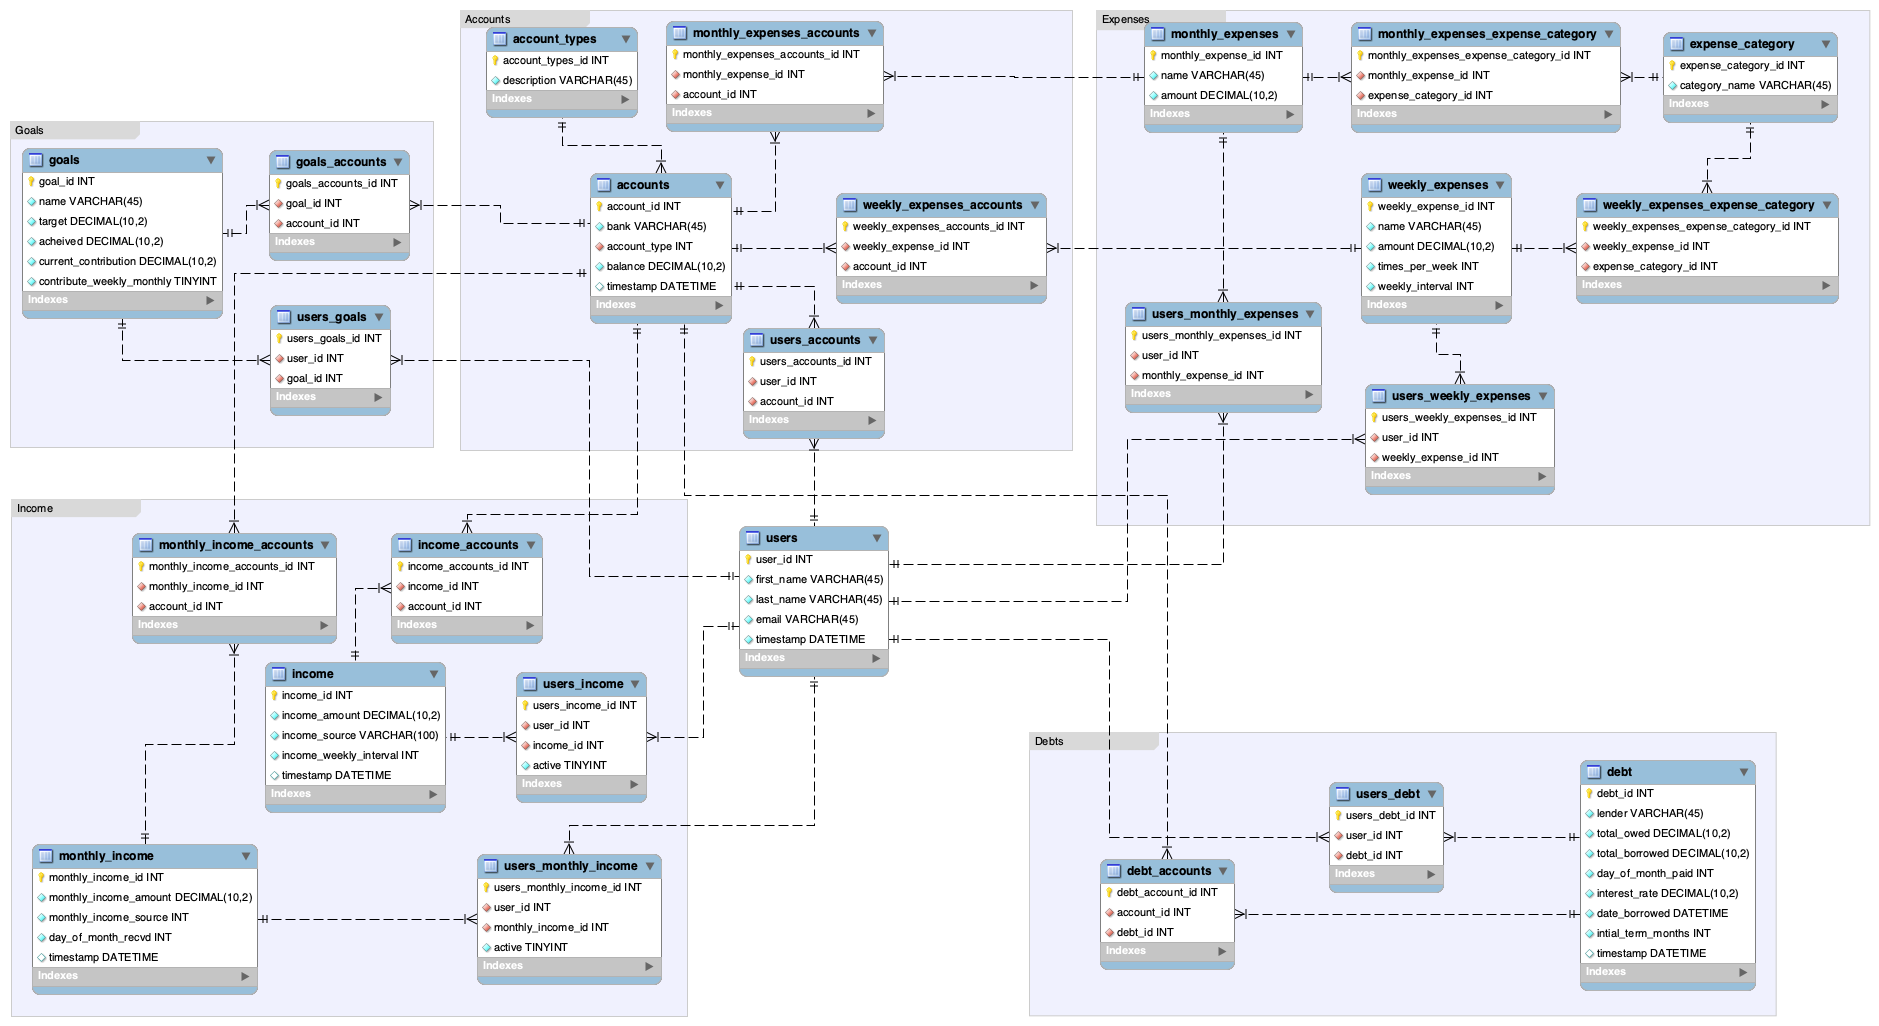 Accounts
account_types
account_types_id INT
description VARCHAR(45)
Indexes
monthly_expenses_accounts
monthly_expenses_accounts_id INT
monthly_expense_id INT
account_id INT
Indexes
accounts
account_id INT
bank VARCHAR(45)
account_type INT
balance DECIMAL(10,2)
timestamp DATETIME
Indexes
weekly_expenses_accounts
weekly_expenses_accounts_id INT
weekly_expense_id INT
account_id INT
Indexes
users_accounts
users_accounts_id INT
user_id INT
account_id INT
Indexes
Expenses
monthly_expenses
monthly_expense_id INT
name VARCHAR(45)
amount DECIMAL(10,2)
Indexes
monthly_expenses_expense_category
monthly_expenses_expense_category_id INT
monthly_expense_id INT
expense_category_id INT
Indexes
expense_category
expense_category_id INT
category_name VARCHAR(45)
Indexes
weekly_expenses
weekly_expense_id INT
name VARCHAR(45)
amount DECIMAL(10,2)
times_per_week INT
weekly_interval INT
Indexes
weekly_expenses_expense_category
weekly_expenses_expense_category_id INT
weekly_expense_id INT
expense_category_id INT
Indexes
users_monthly_expenses
users_monthly_expenses_id INT
user_id INT
monthly_expense_id INT
Indexes
users_weekly_expenses
users_weekly_expenses_id INT
user_id INT
weekly_expense_id INT
Indexes
Goals
goals
goal_id INT
name VARCHAR(45)
target DECIMAL(10,2)
acheived DECIMAL(10,2)
current_contribution DECIMAL(10,2)
contribute_weekly_monthly TINYINT
Indexes
goals_accounts
goals_accounts_id INT
goal_id INT
account_id INT
Indexes
users_goals
users_goals_id INT
user_id INT
goal_id INT
Indexes
Income
monthly_income_accounts
monthly_income_accounts_id INT
monthly_income_id INT
account_id INT
Indexes
income_accounts
income_accounts_id INT
income_id INT
account_id INT
Indexes
income
income_id INT
income_amount DECIMAL(10,2)
income_source VARCHAR(100)
income_weekly_interval INT
timestamp DATETIME
Indexes
users_income
users_income_id INT
user_id INT
income_id INT
active TINYINT
Indexes
monthly_income
monthly_income_id INT
monthly_income_amount DECIMAL(10,2)
monthly_income_source INT
day_of_month_recvd INT
timestamp DATETIME
Indexes
users_monthly_income
users_monthly_income_id INT
user_id INT
monthly_income_id INT
active TINYINT
Indexes
users
user_id INT
first_name VARCHAR(45)
last_name VARCHAR(45)
email VARCHAR(45)
timestamp DATETIME
Indexes
Debts
users_debt
users_debt_id INT
user_id INT
debt_id INT
Indexes
debt_accounts
debt_account_id INT
account_id INT
debt_id INT
Indexes
debt
debt_id INT
lender VARCHAR(45)
total_owed DECIMAL(10,2)
total_borrowed DECIMAL(10,2)
day_of_month_paid INT
interest_rate DECIMAL(10,2)
date_borrowed DATETIME
intial_term_months INT
timestamp DATETIME
Indexes